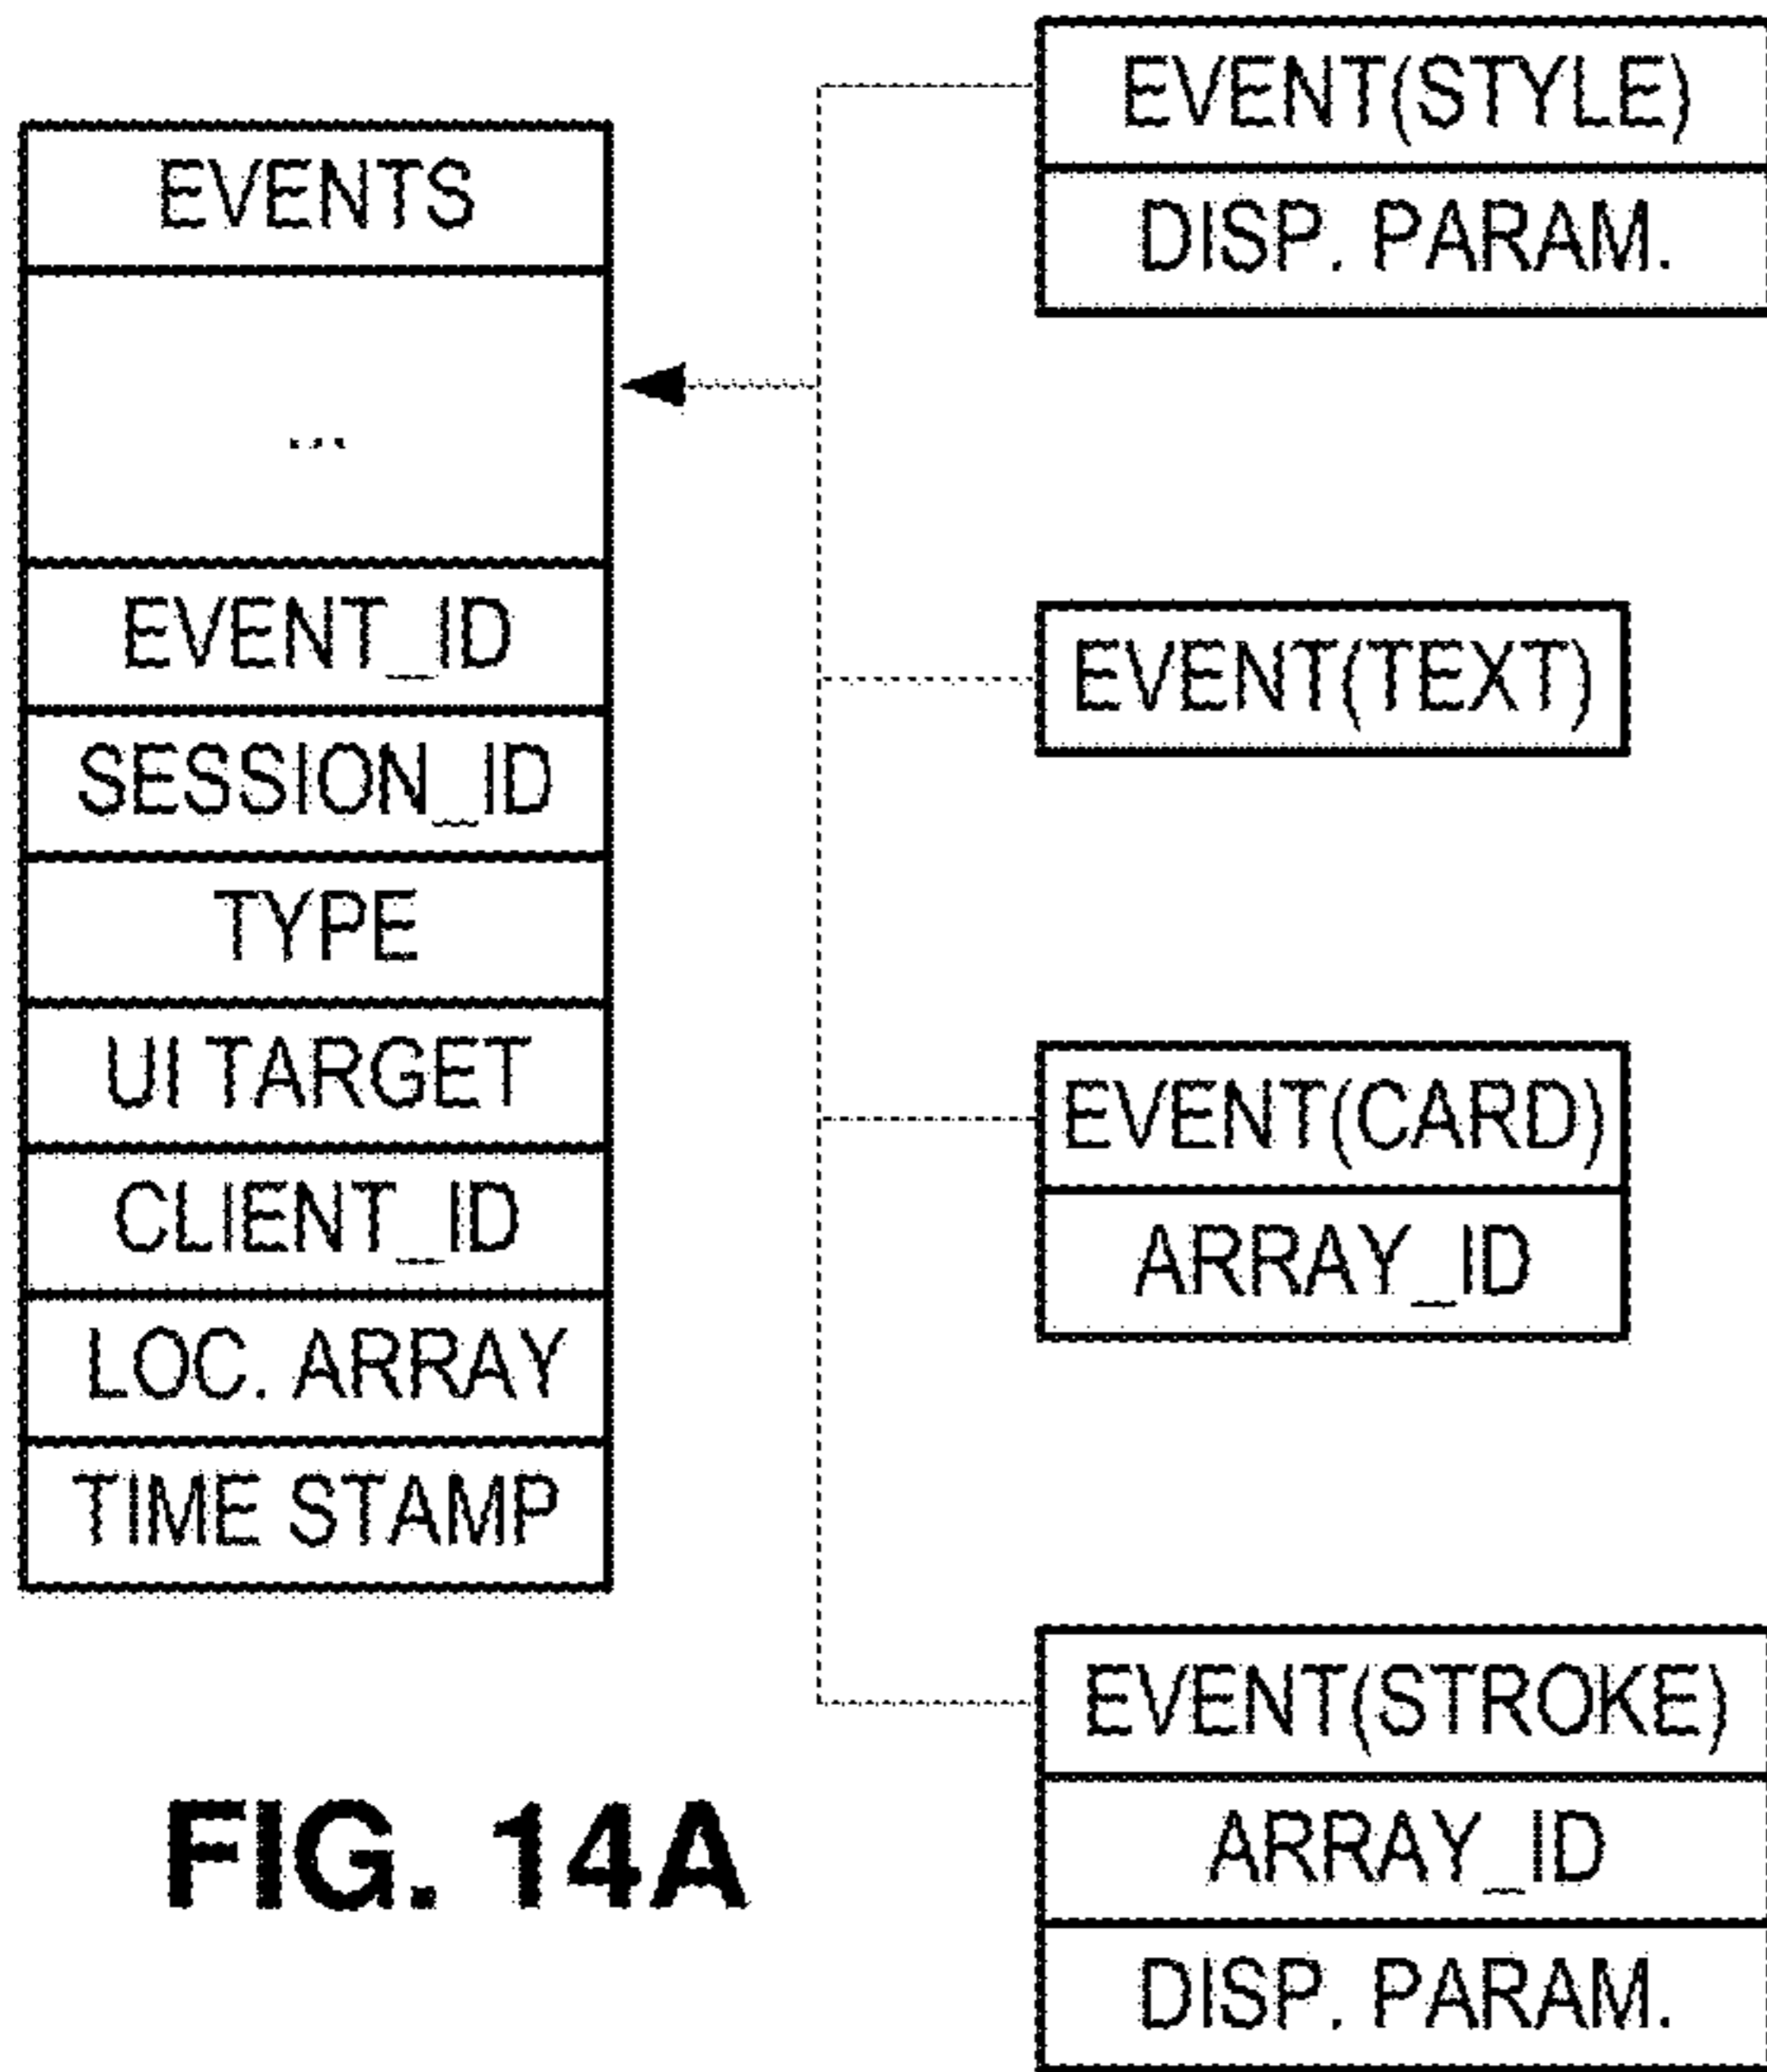 EVENTS
...
EVENT_ID
SESSION_ID
TYPE
UI TARGET
CLIENT_ID
LOC. ARRAY
TIME STAMP
EVENT(STYLE)
DISP. PARAM.
EVENT(TEXT)
EVENT(CARD)
ARRAY_ID
EVENT(STROKE)
ARRAY_ID
DISP. PARAM.
FIG. 14A